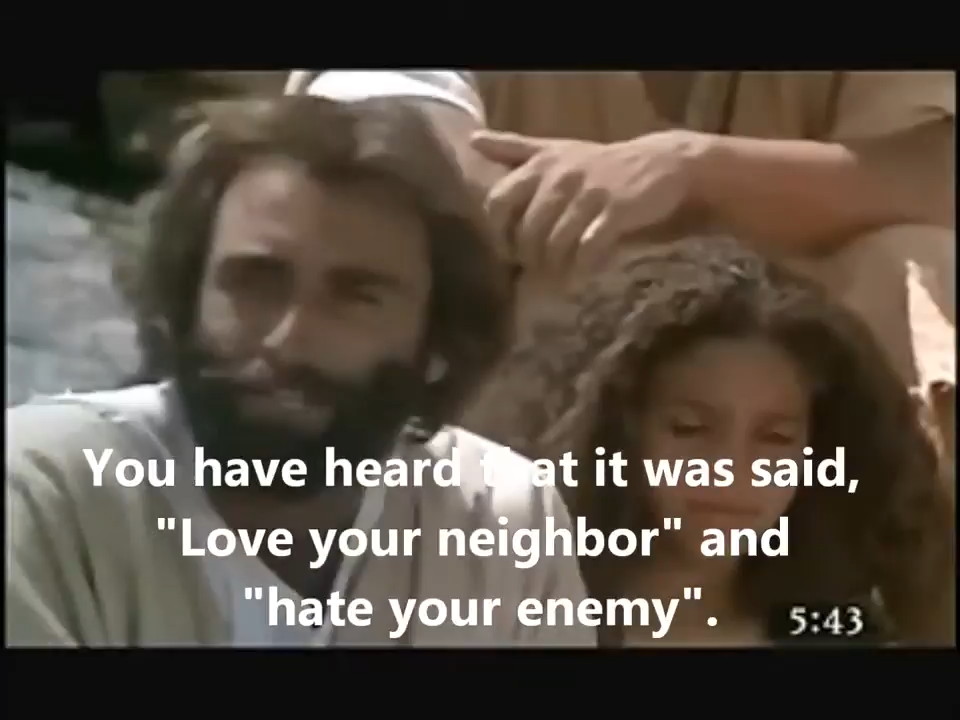 You have heard that it was said,
"Love your neighbor" and
"hate your enemy".
5:43